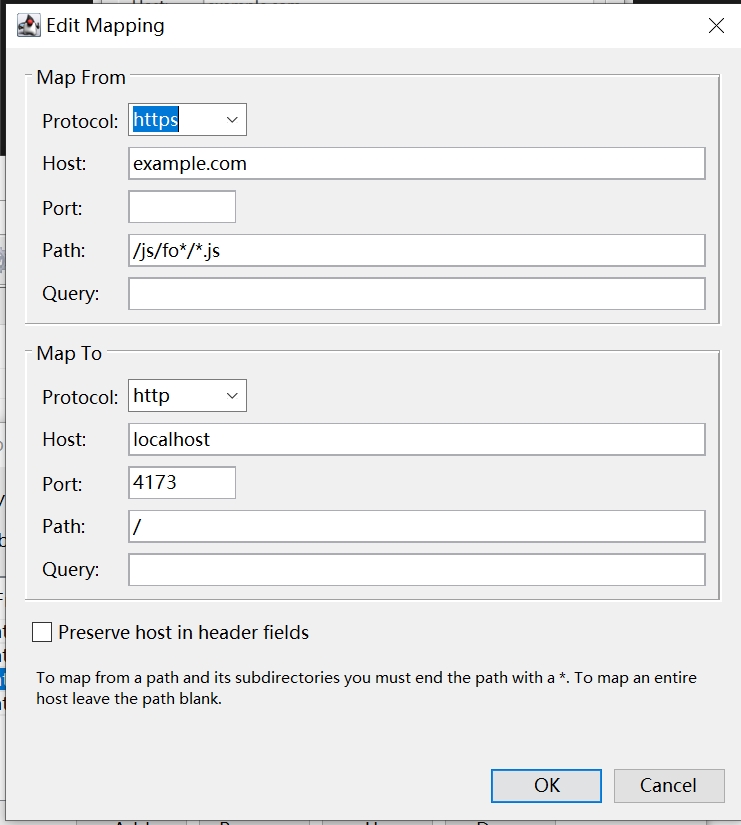 Edit Mapping
Map From
Protocol: https
Host: example.com
Port:
Path: /js/fo*/*.js
Query:
Map To
Protocol: http
Host: localhost
Port: 4173
Path: /
Query:
Preserve host in header fields
To map from a path and its subdirectories you must end the path with a *. To map an entire
host leave the path blank.
OK Cancel